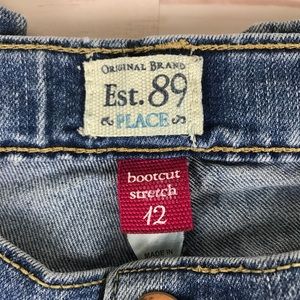 ORIGINAL BRAND
Est. 89
PLACE
bootcut
stretch
12